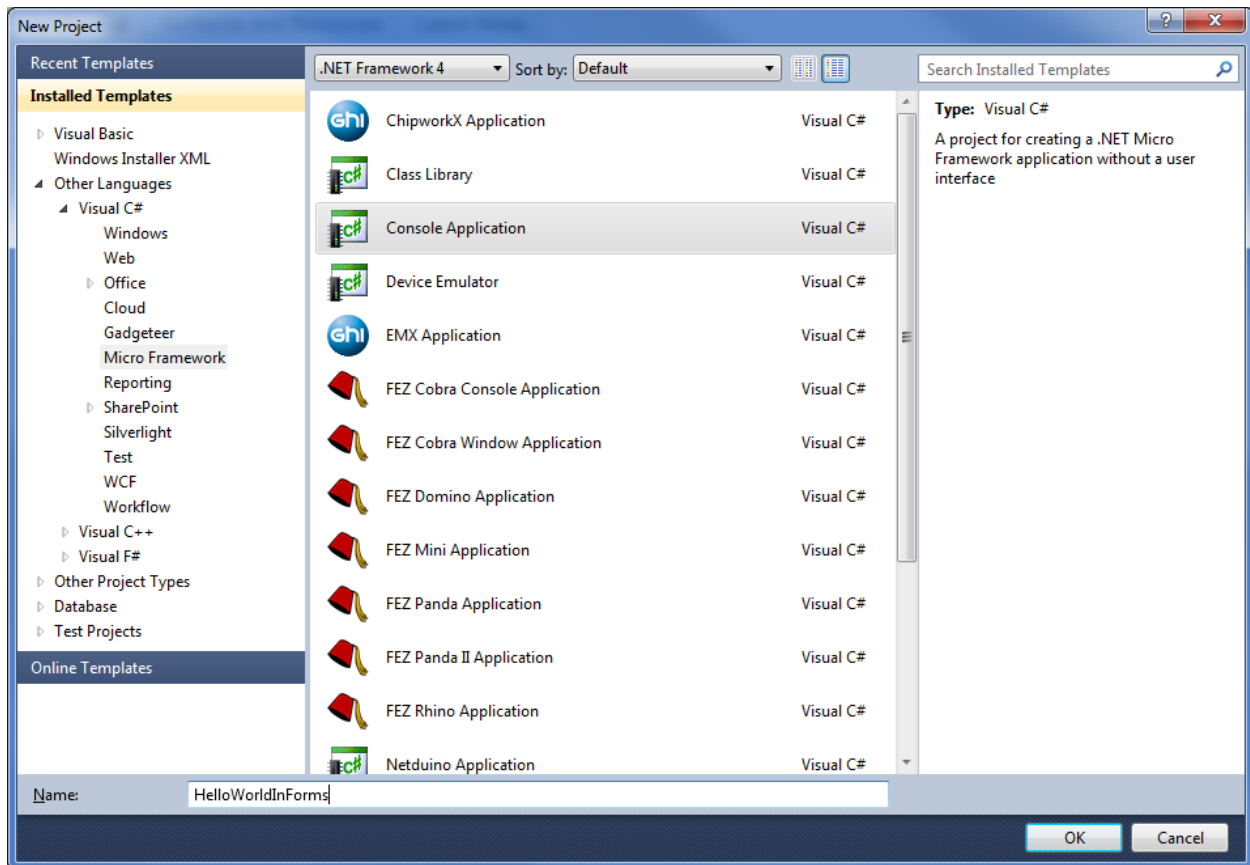 New Project
Recent Templates
Installed Templates
Visual Basic
Windows Installer XML
Other Languages
Visual C#
Windows
Web
Office
Cloud
Gadgeteer
Micro Framework
Reporting
SharePoint
Silverlight
Test
WCF
Workflow
Visual C++
Visual F#
Other Project Types
Database
Test Projects
Online Templates
.NET Framework 4 Sort by: Default
GHI ChipworkX Application Visual C#
C# Class Library Visual C#
C# Console Application Visual C#
C# Device Emulator Visual C#
GHI EMX Application Visual C#
FEZ Cobra Console Application Visual C#
FEZ Cobra Window Application Visual C#
FEZ Domino Application Visual C#
FEZ Mini Application Visual C#
FEZ Panda Application Visual C#
FEZ Panda II Application Visual C#
FEZ Rhino Application Visual C#
C# Netduino Application Visual C#
Search Installed Templates
Type: Visual C#
A project for creating a .NET Micro
Framework application without a user
interface
Name: HelloWorldInForms
OK Cancel